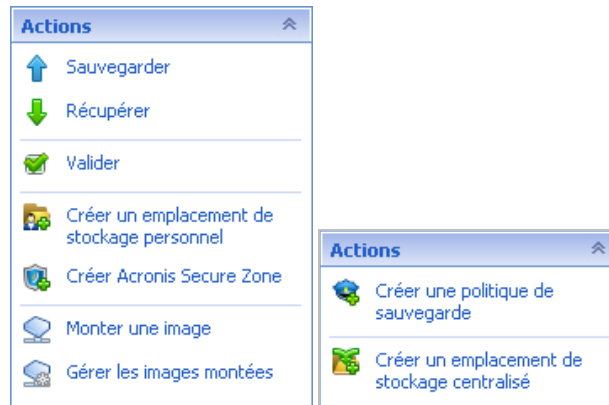 Actions
Sauvegarder
Récupérer
Valider
Créer un emplacement de
stockage personnel
Créer Acronis Secure Zone
Monter une image
Gérer les images montées
Actions
Créer une politique de
sauvegarde
Créer un emplacement de
stockage centralisé